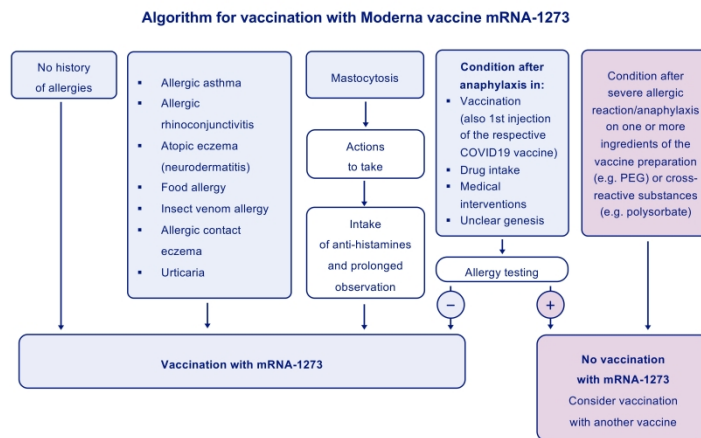 Algorithm for vaccination with Moderna vaccine mRNA-1273
No history
of allergies
▪ Allergic asthma
▪ Allergic
rhinoconjunctivitis
▪ Atopic eczema
(neurodermatitis)
▪ Food allergy
▪ Insect venom allergy
▪ Allergic contact
eczema
▪ Urticaria
Mastocytosis
Actions
to take
Intake
of anti-histamines
and prolonged
observation
Condition after
anaphylaxis in:
▪ Vaccination
(also 1st injection
of the respective
COVID19 vaccine)
▪ Drug intake
▪ Medical
interventions
▪ Unclear genesis
Allergy testing
−
+
Condition after
severe allergic
reaction/anaphylaxis
on one or more
ingredients of the
vaccine preparation
(e.g. PEG) or cross-
reactive substances
(e.g. polysorbate)
Vaccination with mRNA-1273
No vaccination
with mRNA-1273
Consider vaccination
with another vaccine